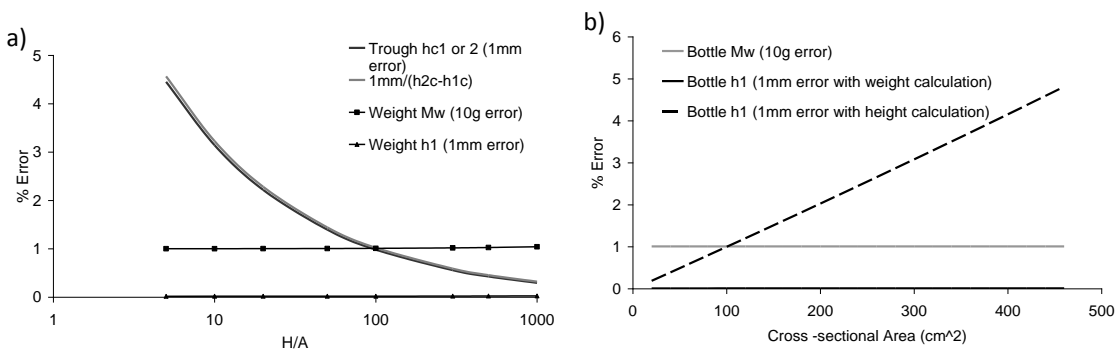 a)
5
4
3
2
1
0
% Error
1
10
100
1000
H/A
Trough hc1 or 2 (1mm
error)
1mm/(h2c-h1c)
Weight Mw (10g error)
Weight h1 (1mm error)
b)
6
5
4
3
2
1
0
% Error
0
100
200
300
400
500
Cross -sectional Area (cm^2)
Bottle Mw (10g error)
Bottle h1 (1mm error with weight calculation)
Bottle h1 (1mm error with height calculation)